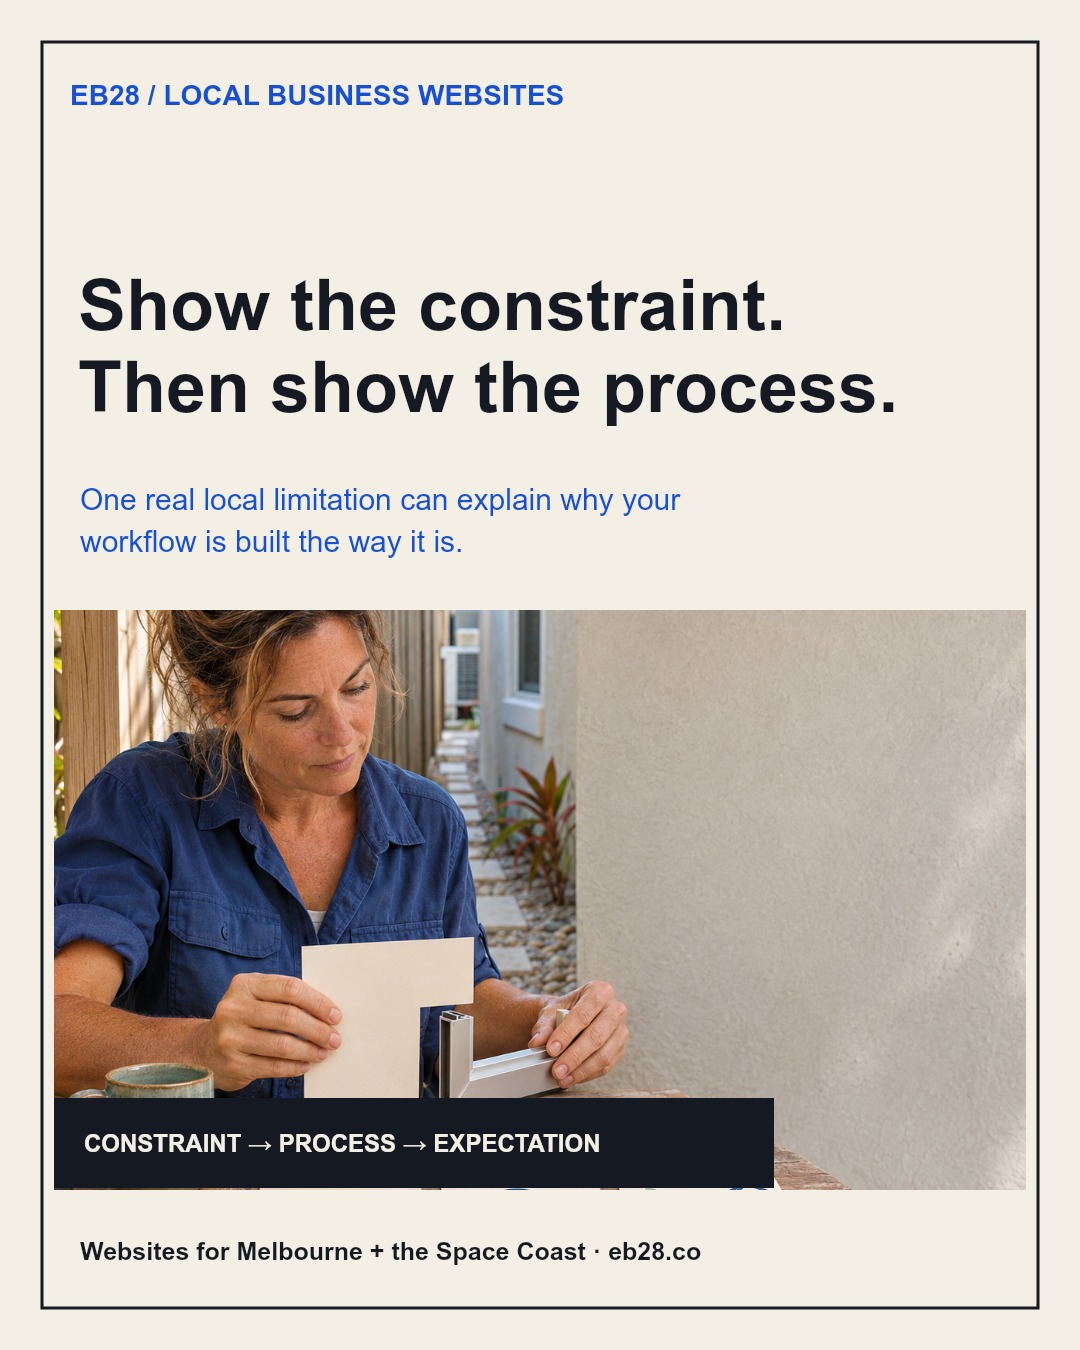 EB28 / LOCAL BUSINESS WEBSITES
Show the constraint.
Then show the process.
One real local limitation can explain why your
workflow is built the way it is.
CONSTRAINT → PROCESS → EXPECTATION
Websites for Melbourne + the Space Coast · eb28.co